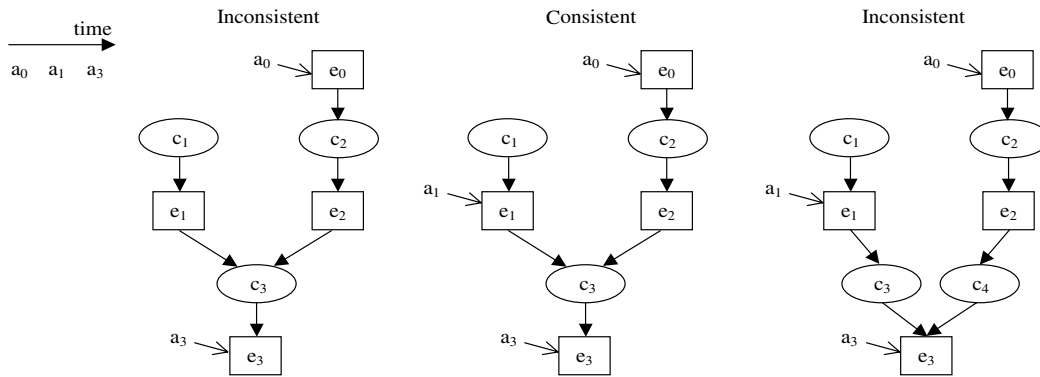 Inconsistent Consistent Inconsistent
time
a0 a1 a3
a0 e0 a0 e0 a0 e0
c1 c2 c1 c2 c1 c2
a1 a1
e1 e2 e1 e2 e1 e2
c3 c3 c3 c4
a3 a3 a3
e3 e3 e3